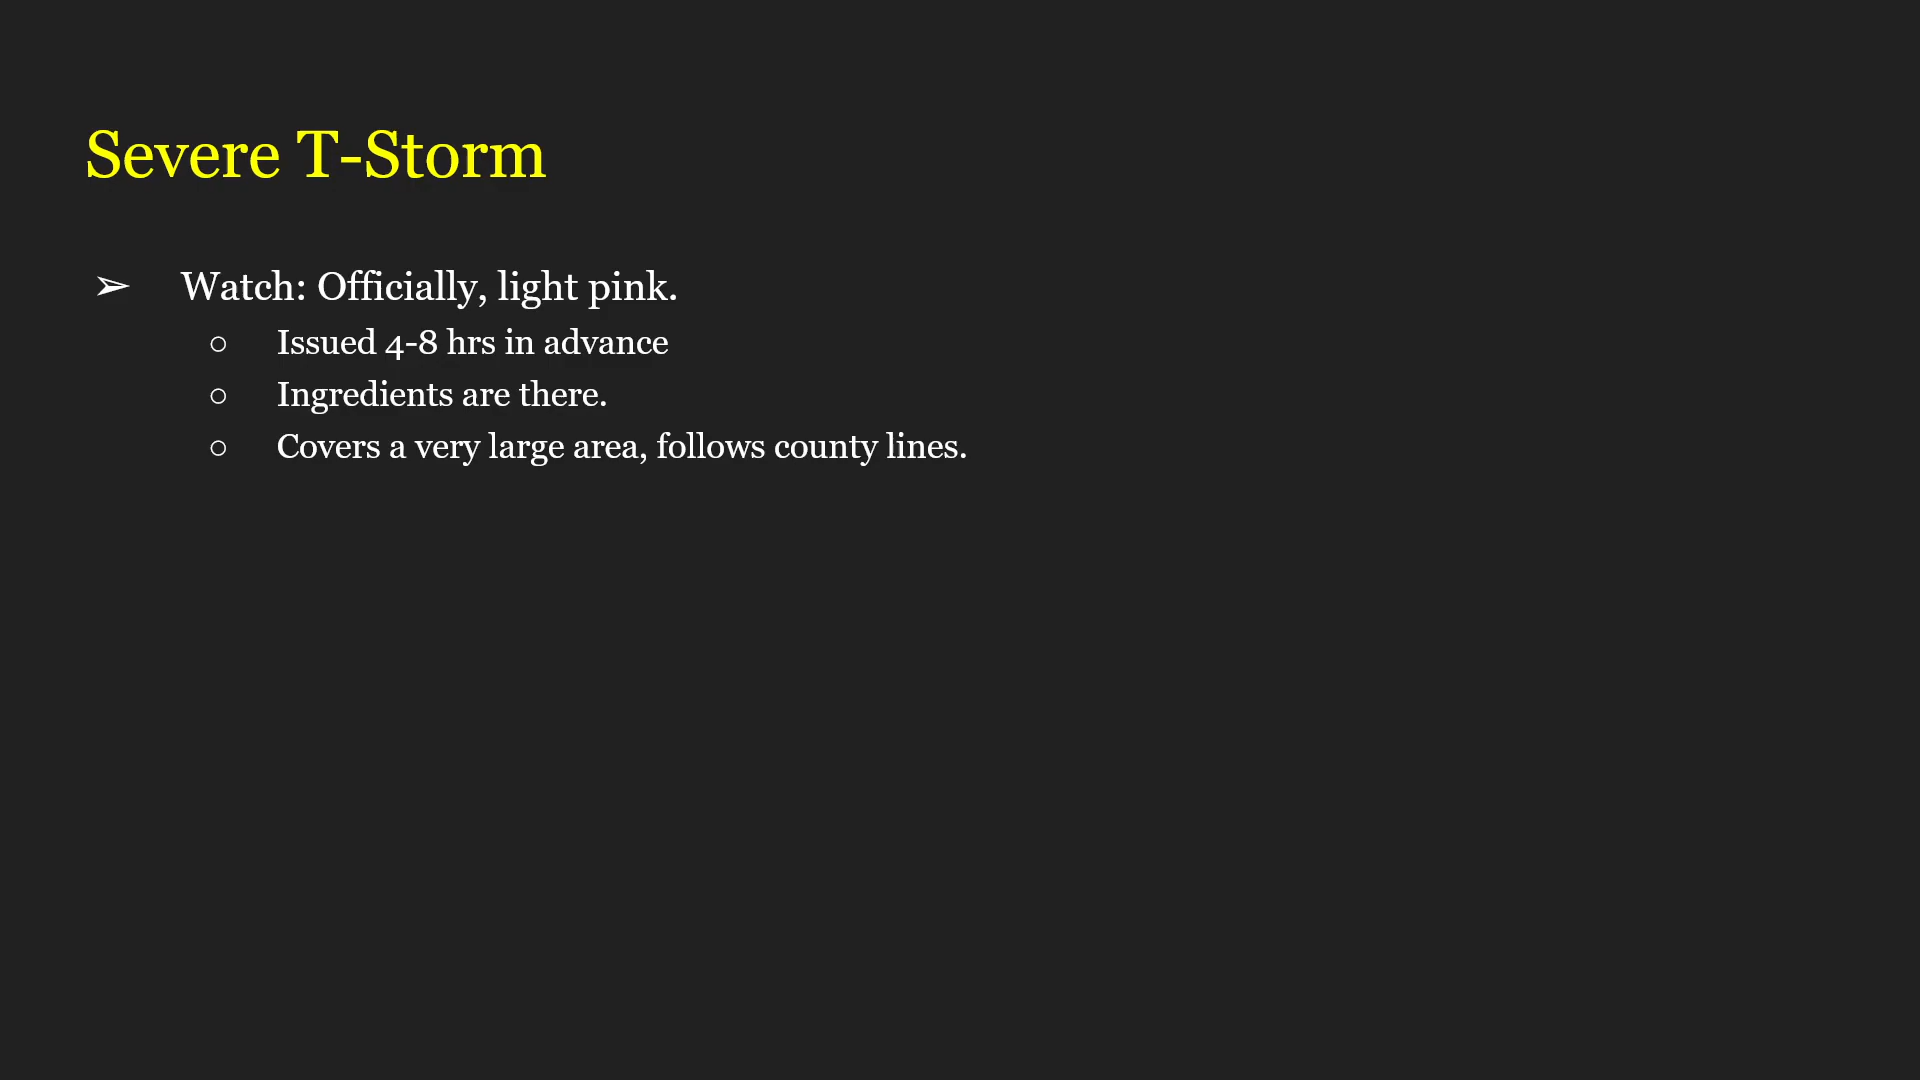 Severe T-Storm
➢ Watch: Officially, light pink.
○ Issued 4-8 hrs in advance
○ Ingredients are there.
○ Covers a very large area, follows county lines.